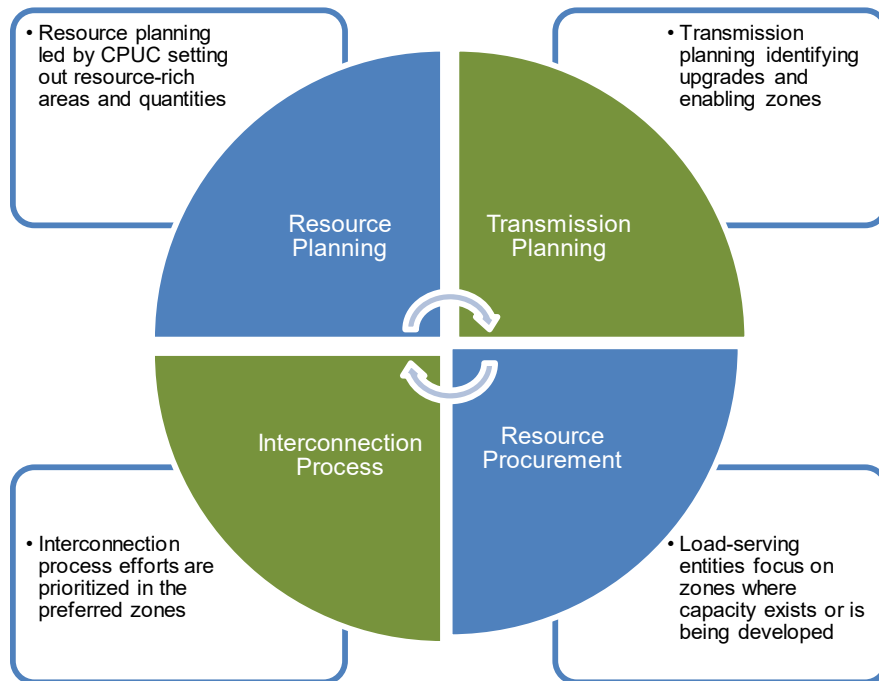 • Resource planning
led by CPUC setting
out resource-rich
areas and quantities
• Transmission
planning identifying
upgrades and
enabling zones
Resource
Planning
Transmission
Planning
Interconnection
Process
Resource
Procurement
• Interconnection
process efforts are
prioritized in the
preferred zones
• Load-serving
entities focus on
zones where
capacity exists or is
being developed